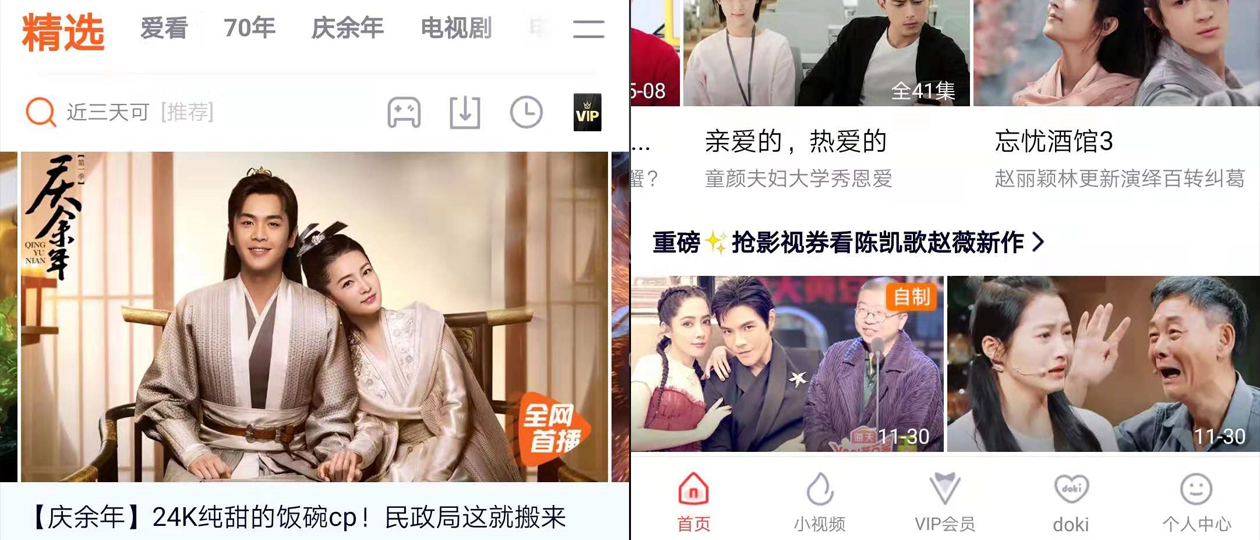 精选 爱看 70年 庆余年 电视剧
近三天可 [推荐] VIP
庆余年
【第一季】
QING
YU
NIAN
全网
首播
【庆余年】24K纯甜的饭碗cp！民政局这就搬来
5-08 全41集
... 亲爱的，热爱的 忘忧酒馆3
蟹? 童颜夫妇大学秀恩爱 赵丽颖林更新演绎百转纠葛
重磅✨抢影视券看陈凯歌赵薇新作 >
自制
11-30 11-30
doki
首页 小视频 VIP会员 doki 个人中心